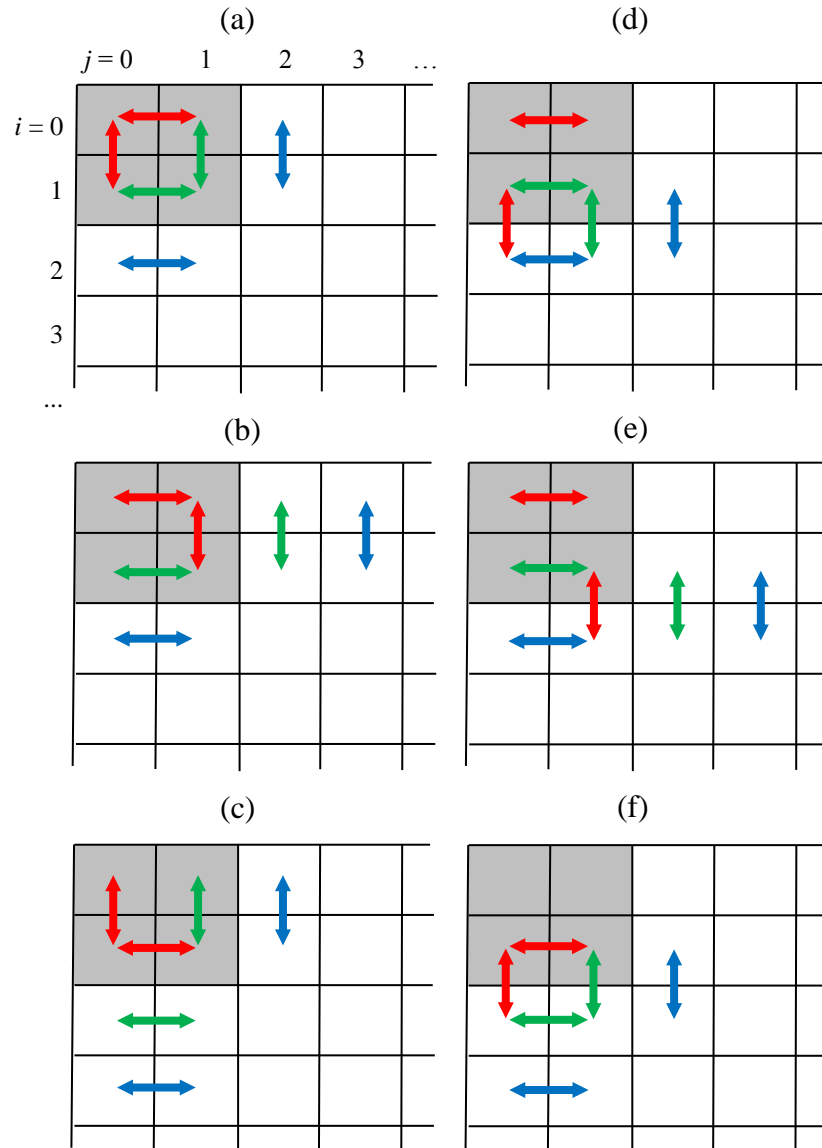 (a)
j = 0 1 2 3 ...
i = 0
1
2
3
...
(d)
(b)
(e)
(c)
(f)